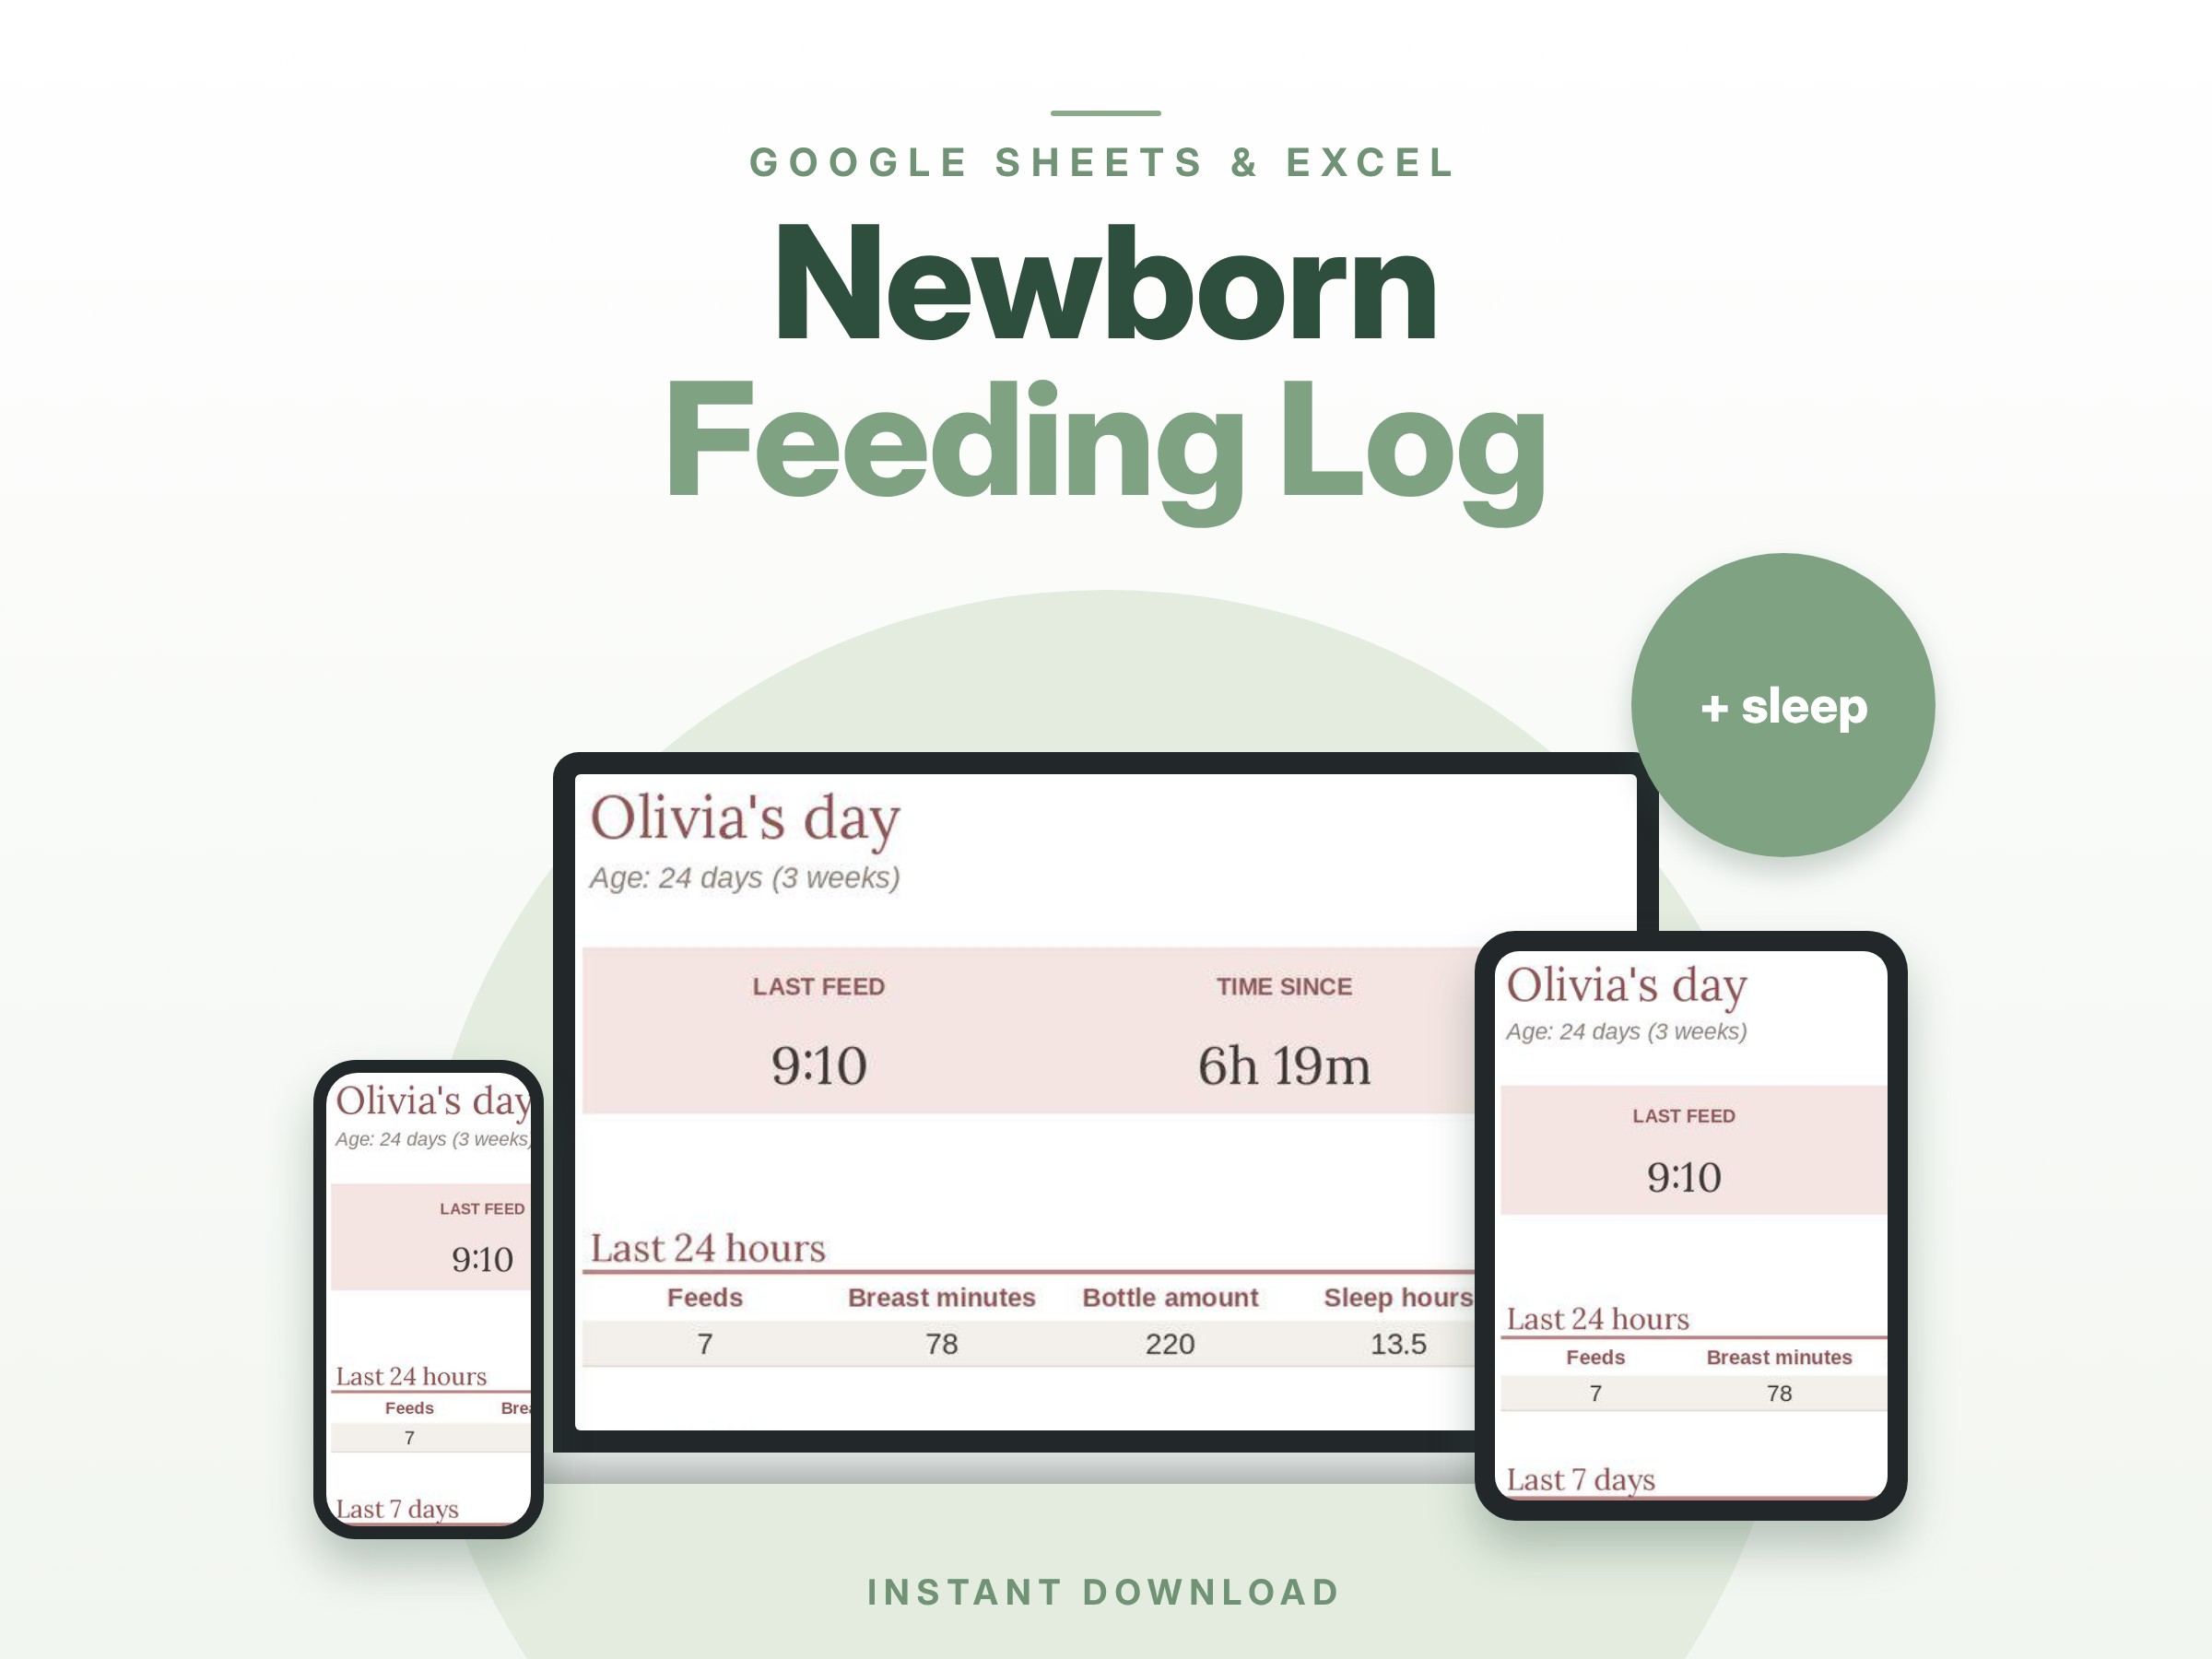 GOOGLE SHEETS & EXCEL
Newborn
Feeding Log
+ sleep
Olivia's day
Age: 24 days (3 weeks)
LAST FEED TIME SINCE
9:10 6h 19m
Last 24 hours
Feeds Breast minutes Bottle amount Sleep hours
7 78 220 13.5
Olivia's day
Age: 24 days (3 weeks)
LAST FEED
9:10
Last 24 hours
Feeds Breast minutes
7 78
Last 7 days
Olivia's day
Age: 24 days (3 weeks)
LAST FEED
9:10
Last 24 hours
Feeds Brea
7
Last 7 days
INSTANT DOWNLOAD